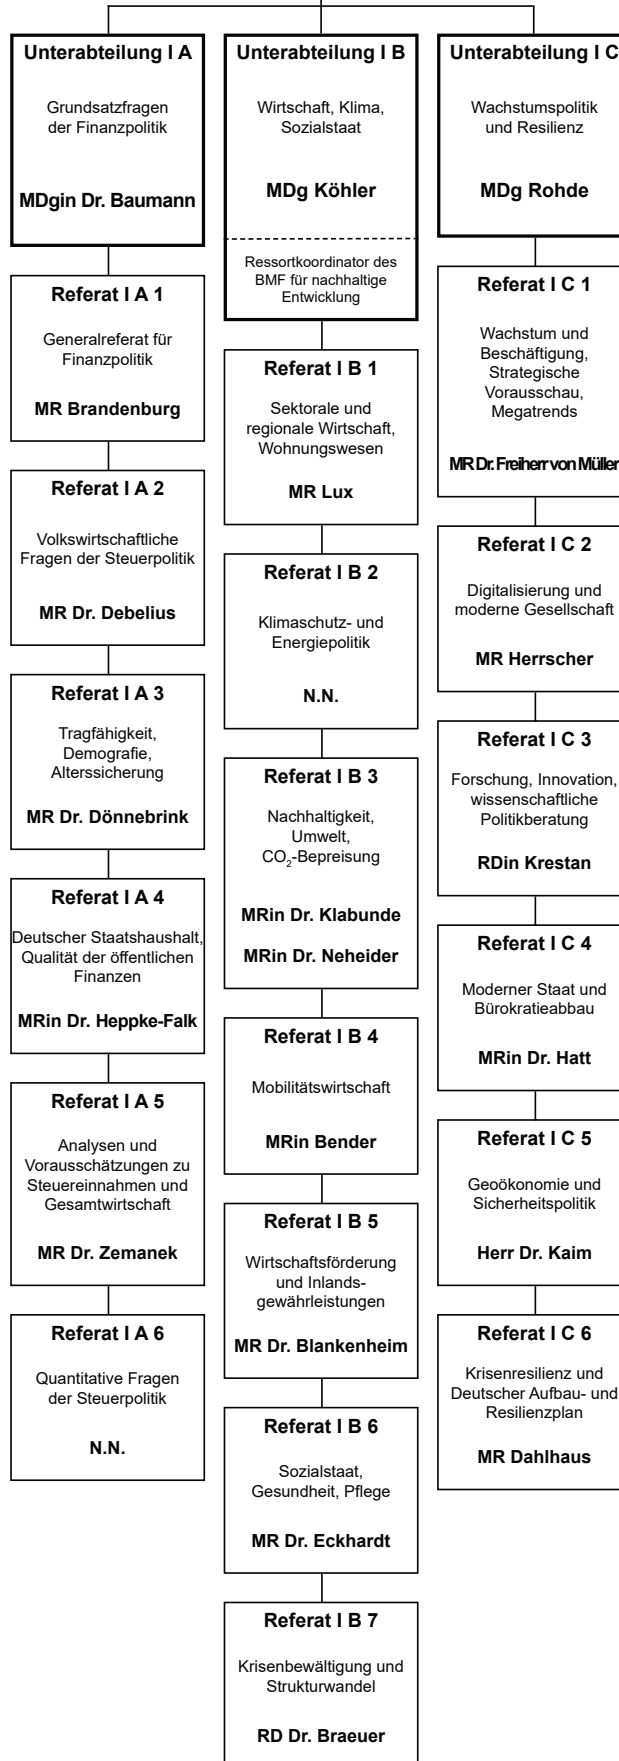 Unterabteilung I A
Grundsatzfragen
der Finanzpolitik
MDgin Dr. Baumann
Referat I A 1
Generalreferat für
Finanzpolitik
MR Brandenburg
Referat I A 2
Volkswirtschaftliche
Fragen der Steuerpolitik
MR Dr. Debelius
Referat I A 3
Tragfähigkeit,
Demografie,
Alterssicherung
MR Dr. Dönnebrink
Referat I A 4
Deutscher Staatshaushalt,
Qualität der öffentlichen
Finanzen
MRin Dr. Heppke-Falk
Referat I A 5
Analysen und
Vorausschätzungen zu
Steuereinnahmen und
Gesamtwirtschaft
MR Dr. Zemanek
Referat I A 6
Quantitative Fragen
der Steuerpolitik
N.N.
Unterabteilung I B
Wirtschaft, Klima,
Sozialstaat
MDg Köhler
Ressortkoordinator des
BMF für nachhaltige
Entwicklung
Referat I B 1
Sektorale und
regionale Wirtschaft,
Wohnungswesen
MR Lux
Referat I B 2
Klimaschutz- und
Energiepolitik
N.N.
Referat I B 3
Nachhaltigkeit,
Umwelt,
CO₂-Bepreisung
MRin Dr. Klabunde
MRin Dr. Neheider
Referat I B 4
Mobilitätswirtschaft
MRin Bender
Referat I B 5
Wirtschaftsförderung
und Inlands-
gewährleistungen
MR Dr. Blankenheim
Referat I B 6
Sozialstaat,
Gesundheit, Pflege
MR Dr. Eckhardt
Referat I B 7
Krisenbewältigung und
Strukturwandel
RD Dr. Braeuer
Unterabteilung I C
Wachstumspolitik
und Resilienz
MDg Rohde
Referat I C 1
Wachstum und
Beschäftigung,
Strategische
Vorausschau,
Megatrends
MR Dr. Freiherr von Müller
Referat I C 2
Digitalisierung und
moderne Gesellschaft
MR Herrscher
Referat I C 3
Forschung, Innovation,
wissenschaftliche
Politikberatung
RDin Krestan
Referat I C 4
Moderner Staat und
Bürokratieabbau
MRin Dr. Hatt
Referat I C 5
Geoökonomie und
Sicherheitspolitik
Herr Dr. Kaim
Referat I C 6
Krisenresilienz und
Deutscher Aufbau- und
Resilienzplan
MR Dahlhaus